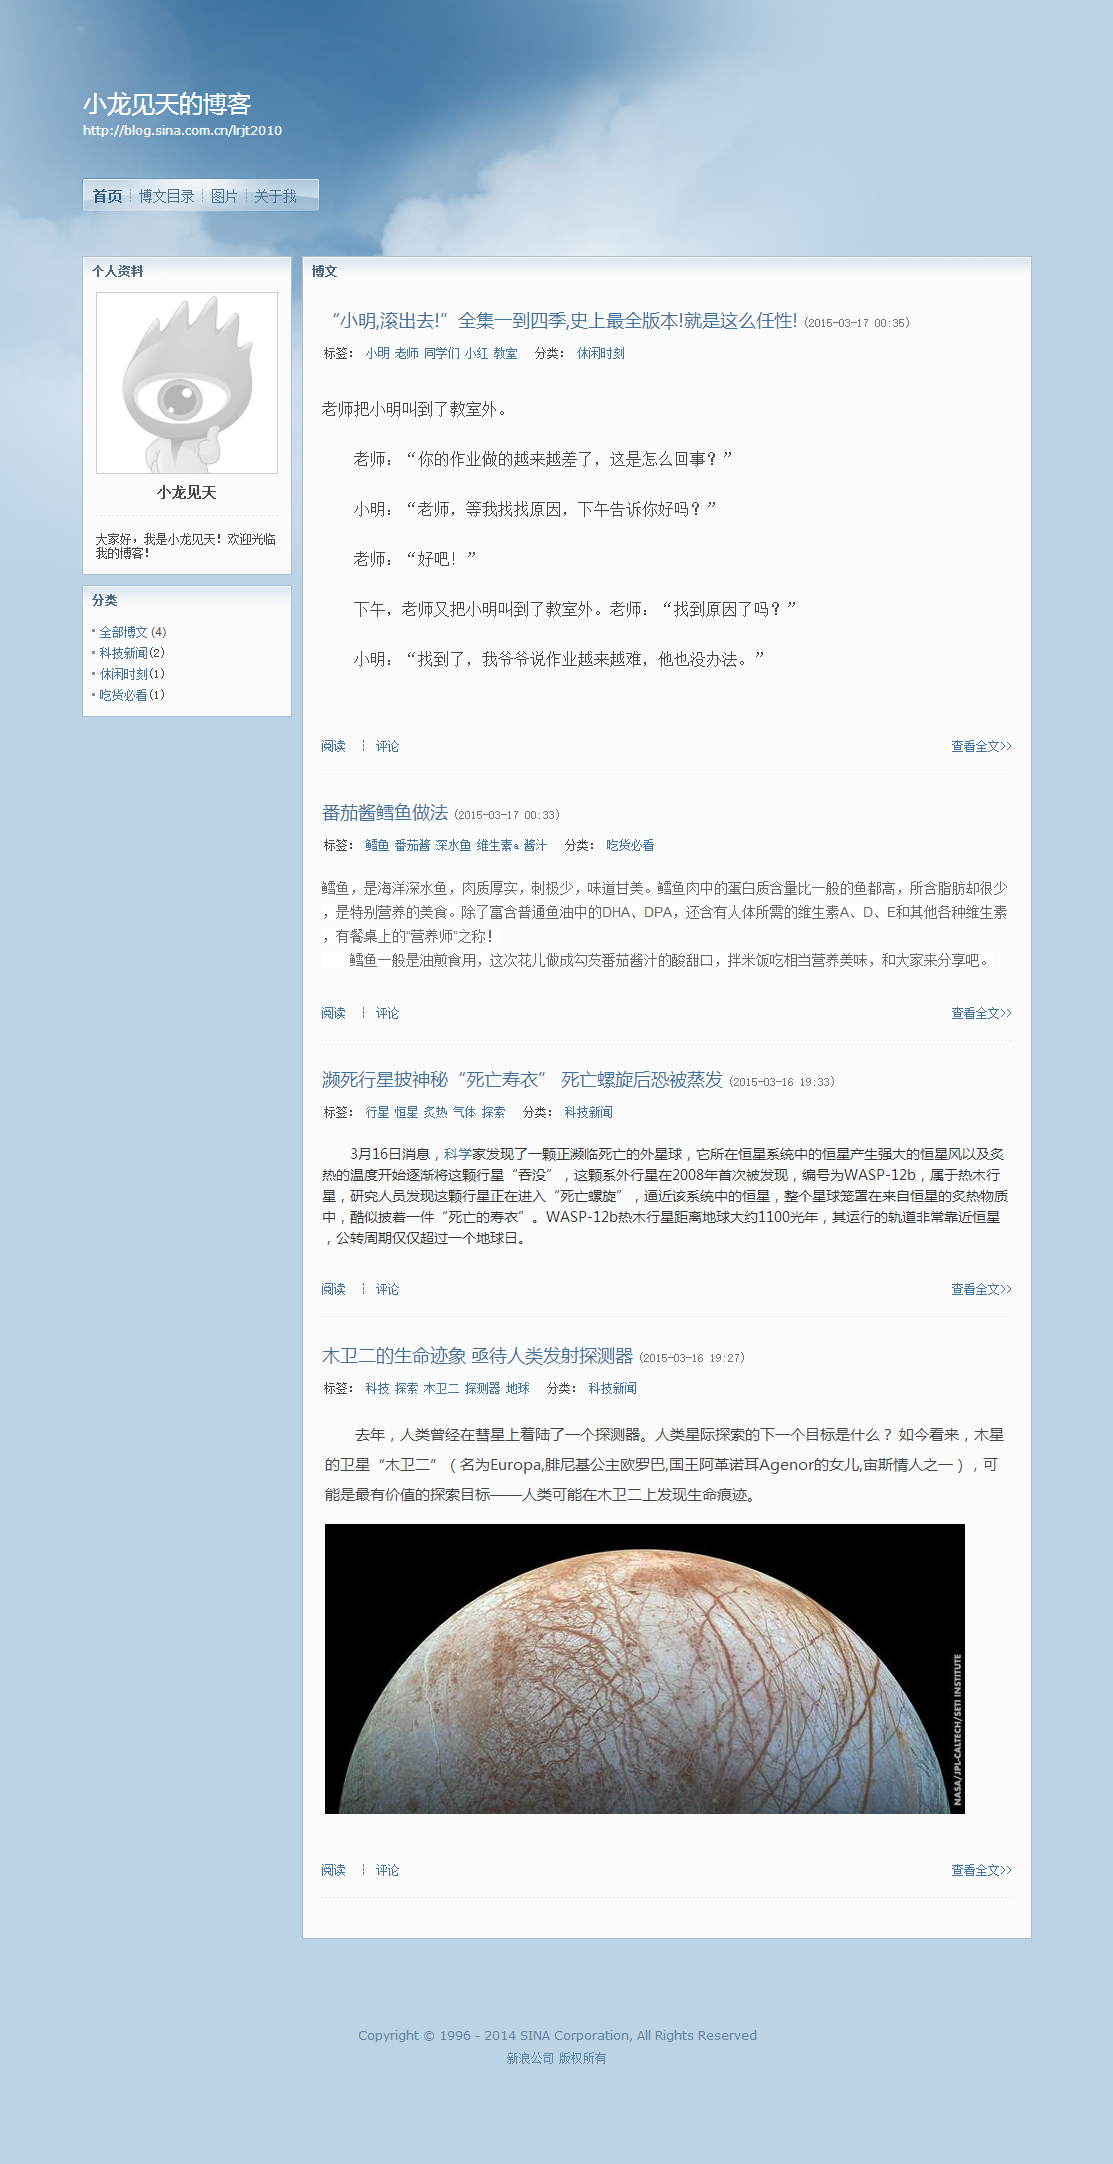 小龙见天的博客
http://blog.sina.com.cn/lrjt2010
首页 博文目录 图片 关于我
个人资料
小龙见天
大家好，我是小龙见天！欢迎光临
我的博客！
分类
全部博文 (4)
科技新闻(2)
休闲时刻(1)
吃货必看(1)
博文
“小明,滚出去!”全集一到四季,史上最全版本!就是这么任性! (2015-03-17 00:35)
标签： 小明 老师 同学们 小红 教室 分类： 休闲时刻
老师把小明叫到了教室外。
老师：“你的作业做的越来越差了，这是怎么回事？”
小明：“老师，等我找找原因，下午告诉你好吗？”
老师：“好吧！”
下午，老师又把小明叫到了教室外。老师：“找到原因了吗？”
小明：“找到了，我爷爷说作业越来越难，他也没办法。”
阅读 ┆ 评论 查看全文>>
番茄酱鳕鱼做法 (2015-03-17 00:33)
标签： 鳕鱼 番茄酱 深水鱼 维生素a 酱汁 分类： 吃货必看
鳕鱼，是海洋深水鱼，肉质厚实，刺极少，味道甘美。鳕鱼肉中的蛋白质含量比一般的鱼都高，所含脂肪却很少
，是特别营养的美食。除了富含普通鱼油中的DHA、DPA，还含有人体所需的维生素A、D、E和其他各种维生素
，有餐桌上的“营养师”之称！
鳕鱼一般是油煎食用，这次花儿做成勾芡番茄酱汁的酸甜口，拌米饭吃相当营养美味，和大家来分享吧。
阅读 ┆ 评论 查看全文>>
濒死行星披神秘“死亡寿衣” 死亡螺旋后恐被蒸发 (2015-03-16 19:33)
标签： 行星 恒星 炙热 气体 探索 分类： 科技新闻
3月16日消息，科学家发现了一颗正濒临死亡的外星球，它所在恒星系统中的恒星产生强大的恒星风以及炙
热的温度开始逐渐将这颗行星“吞没”，这颗系外行星在2008年首次被发现，编号为WASP-12b，属于热木行
星，研究人员发现这颗行星正在进入“死亡螺旋”，逼近该系统中的恒星，整个星球笼罩在来自恒星的炙热物质
中，酷似披着一件“死亡的寿衣”。WASP-12b热木行星距离地球大约1100光年，其运行的轨道非常靠近恒星
，公转周期仅仅超过一个地球日。
阅读 ┆ 评论 查看全文>>
木卫二的生命迹象 亟待人类发射探测器 (2015-03-16 19:27)
标签： 科技 探索 木卫二 探测器 地球 分类： 科技新闻
去年，人类曾经在彗星上着陆了一个探测器。人类星际探索的下一个目标是什么？ 如今看来，木星
的卫星“木卫二”（名为Europa,腓尼基公主欧罗巴,国王阿革诺耳Agenor的女儿,宙斯情人之一），可
能是最有价值的探索目标——人类可能在木卫二上发现生命痕迹。
NASA/JPL-CALTECH/SETI INSTITUTE
阅读 ┆ 评论 查看全文>>
Copyright © 1996 - 2014 SINA Corporation, All Rights Reserved
新浪公司 版权所有